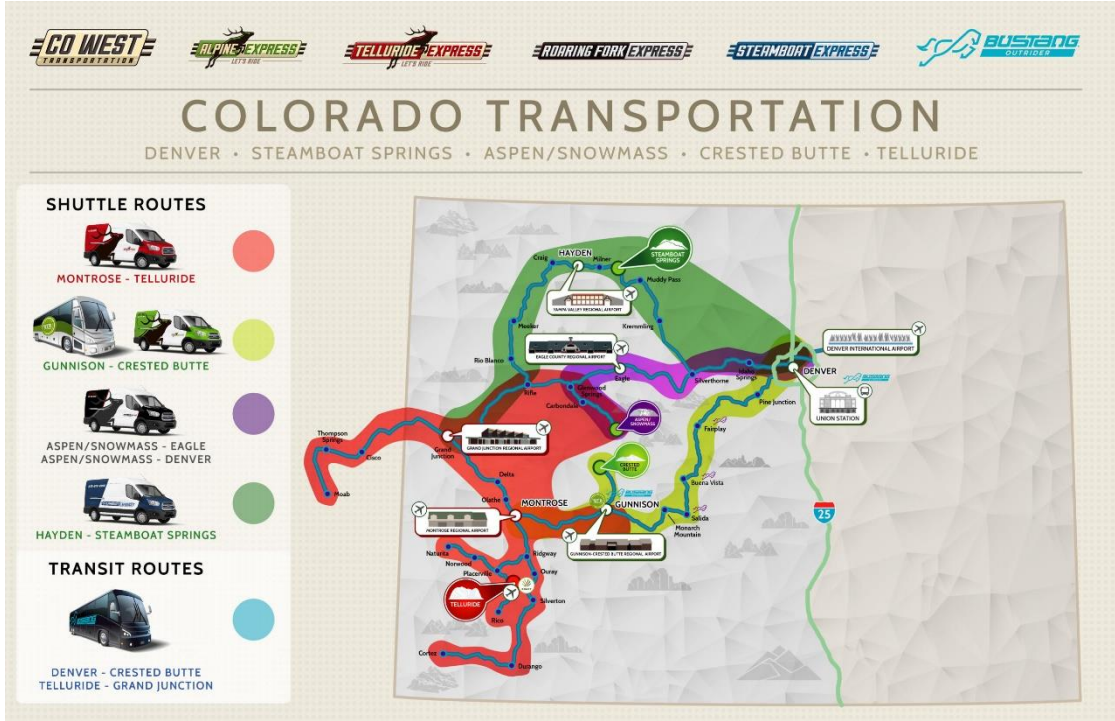 CO WEST
TRANSPORTATION
ALPINE EXPRESS
LET'S RIDE
TELLURIDE EXPRESS
LET'S RIDE
ROARING FORK EXPRESS
STEAMBOAT EXPRESS
BUSTANG
OUTRIDER
COLORADO TRANSPORTATION
DENVER • STEAMBOAT SPRINGS • ASPEN/SNOWMASS • CRESTED BUTTE • TELLURIDE
SHUTTLE ROUTES
MONTROSE - TELLURIDE
GUNNISON - CRESTED BUTTE
ASPEN/SNOWMASS - EAGLE
ASPEN/SNOWMASS - DENVER
HAYDEN - STEAMBOAT SPRINGS
TRANSIT ROUTES
DENVER - CRESTED BUTTE
TELLURIDE - GRAND JUNCTION
Craig
HAYDEN
Milner
STEAMBOAT
SPRINGS
Muddy Pass
YAMPA VALLEY REGIONAL AIRPORT
Meeker
Kremmling
EAGLE COUNTY REGIONAL AIRPORT
DENVER INTERNATIONAL AIRPORT
Rio Blanco
Eagle
Silverthorne
Idaho
Springs
DENVER
BUSTANG
Rifle
Glenwood
Springs
Carbondale
Pine Junction
UNION STATION
ASPEN/
SNOWMASS
Fairplay
Thompson
Springs
Cisco
Grand
Junction
GRAND JUNCTION REGIONAL AIRPORT
CRESTED
BUTTE
Moab
Delta
Olathe
MONTROSE
GUNNISON
BUSTANG
Buena Vista
Salida
Monarch
Mountain
25
MONTROSE REGIONAL AIRPORT
GUNNISON-CRESTED BUTTE REGIONAL AIRPORT
Naturita
Norwood
Placerville
Ridgway
Ouray
TELLURIDE
Rico
Silverton
Cortez
Durango